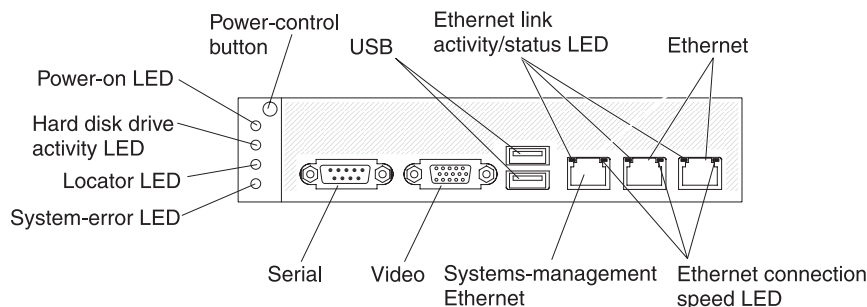 Power-control
button
Ethernet link
activity/status LED
USB
Ethernet
Power-on LED
Hard disk drive
activity LED
Locator LED
System-error LED
Serial
Video
Systems-management
Ethernet
Ethernet connection
speed LED